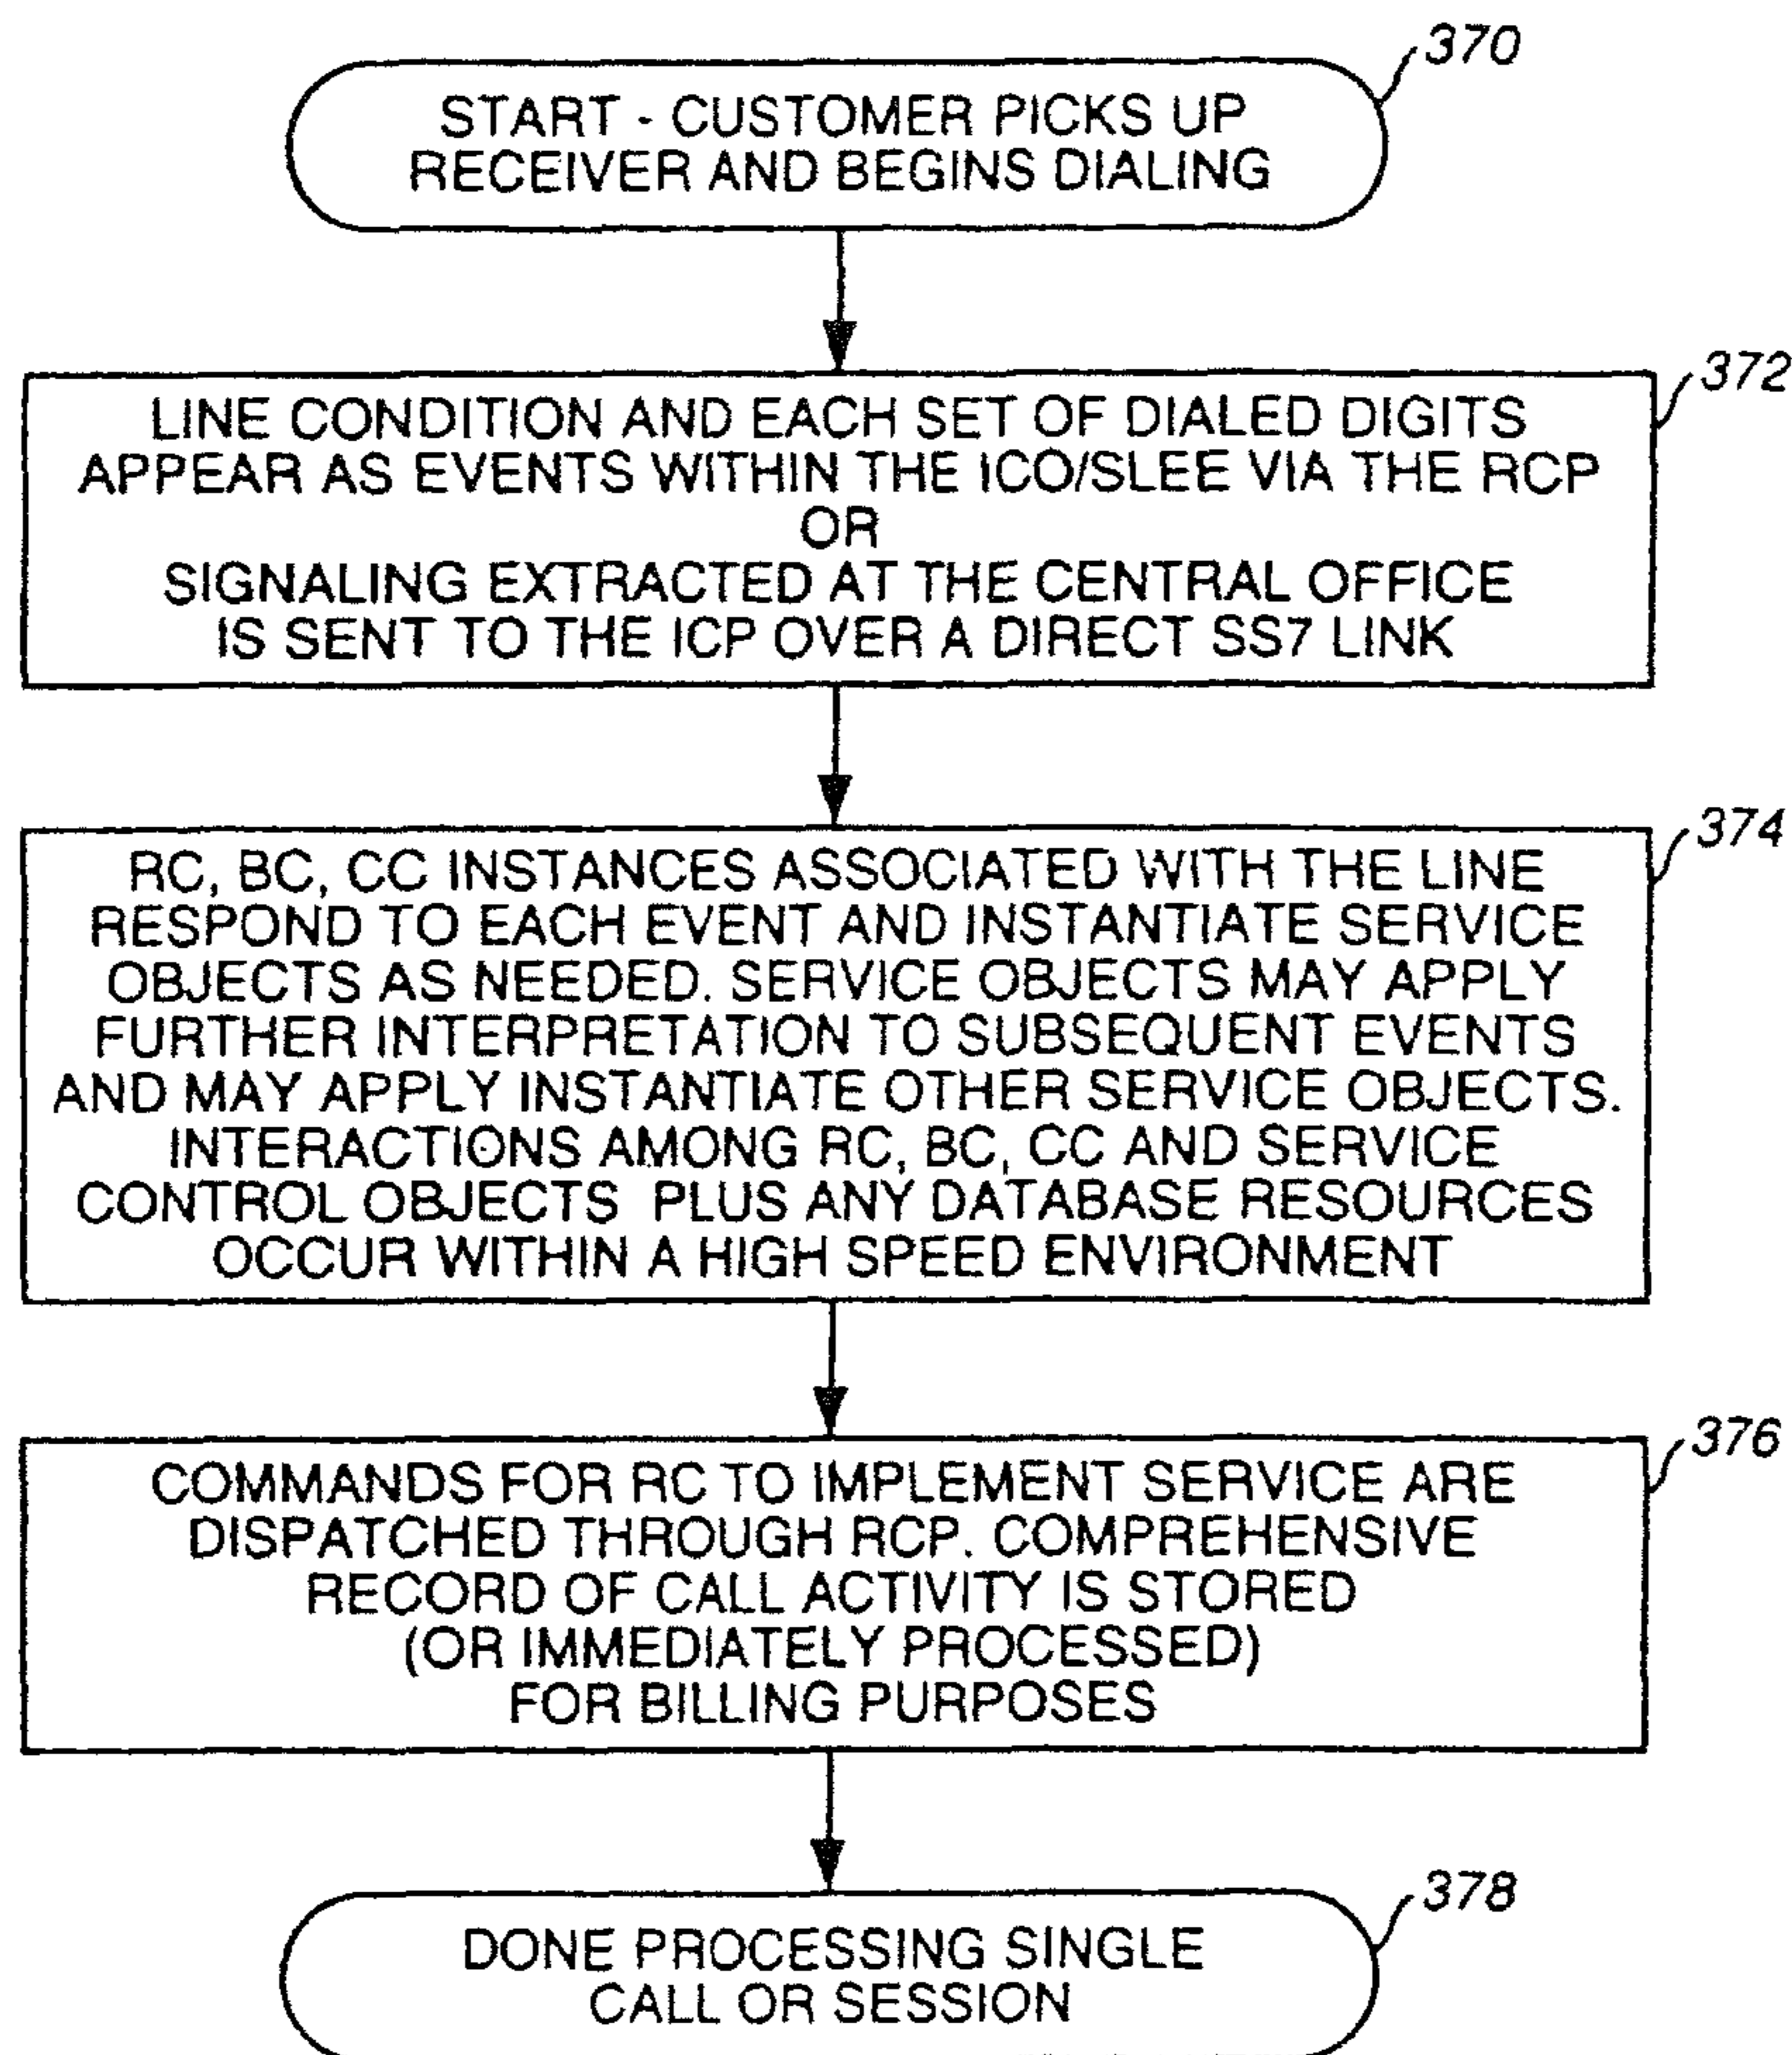 370
START - CUSTOMER PICKS UP
RECEIVER AND BEGINS DIALING
372
LINE CONDITION AND EACH SET OF DIALED DIGITS
APPEAR AS EVENTS WITHIN THE ICO/SLEE VIA THE RCP
OR
SIGNALING EXTRACTED AT THE CENTRAL OFFICE
IS SENT TO THE ICP OVER A DIRECT SS7 LINK
374
RC, BC, CC INSTANCES ASSOCIATED WITH THE LINE
RESPOND TO EACH EVENT AND INSTANTIATE SERVICE
OBJECTS AS NEEDED. SERVICE OBJECTS MAY APPLY
FURTHER INTERPRETATION TO SUBSEQUENT EVENTS
AND MAY APPLY INSTANTIATE OTHER SERVICE OBJECTS.
INTERACTIONS AMONG RC, BC, CC AND SERVICE
CONTROL OBJECTS PLUS ANY DATABASE RESOURCES
OCCUR WITHIN A HIGH SPEED ENVIRONMENT
376
COMMANDS FOR RC TO IMPLEMENT SERVICE ARE
DISPATCHED THROUGH RCP. COMPREHENSIVE
RECORD OF CALL ACTIVITY IS STORED
(OR IMMEDIATELY PROCESSED)
FOR BILLING PURPOSES
378
DONE PROCESSING SINGLE
CALL OR SESSION